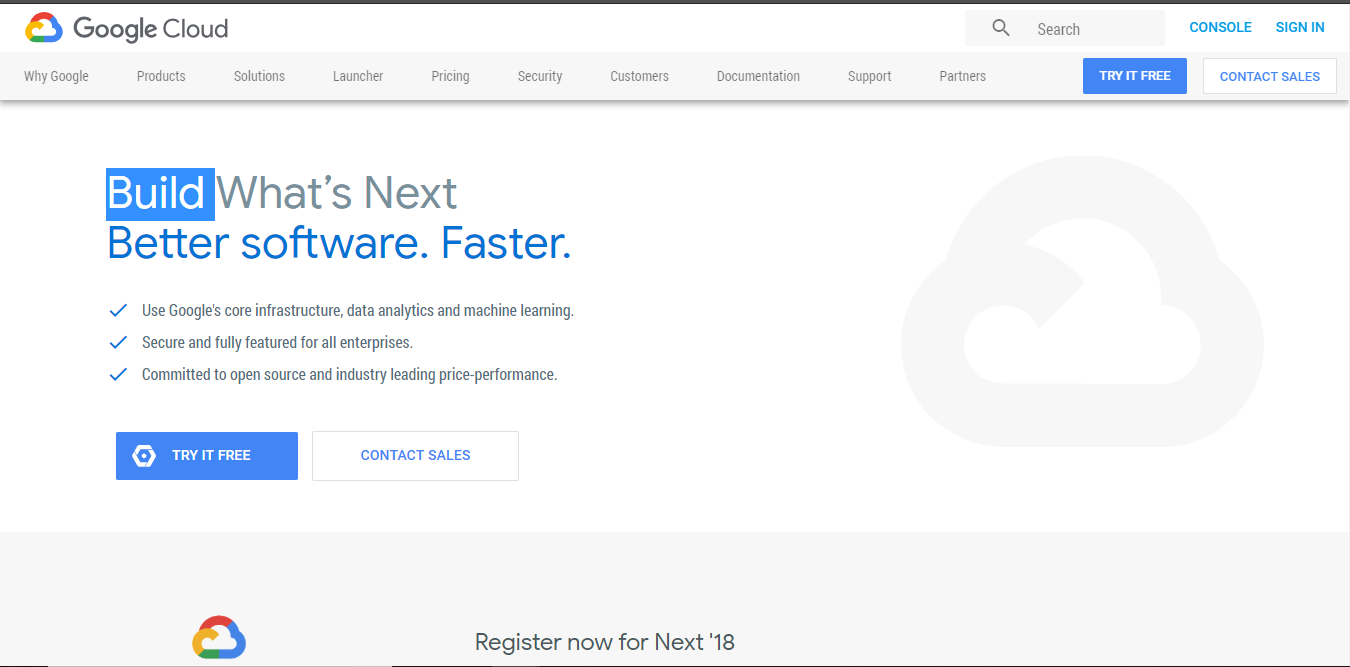 Google Cloud
Search
CONSOLE
SIGN IN
Why Google
Products
Solutions
Launcher
Pricing
Security
Customers
Documentation
Support
Partners
TRY IT FREE
CONTACT SALES
Build What’s Next
Better software. Faster.
Use Google's core infrastructure, data analytics and machine learning.
Secure and fully featured for all enterprises.
Committed to open source and industry leading price-performance.
TRY IT FREE
CONTACT SALES
Register now for Next '18